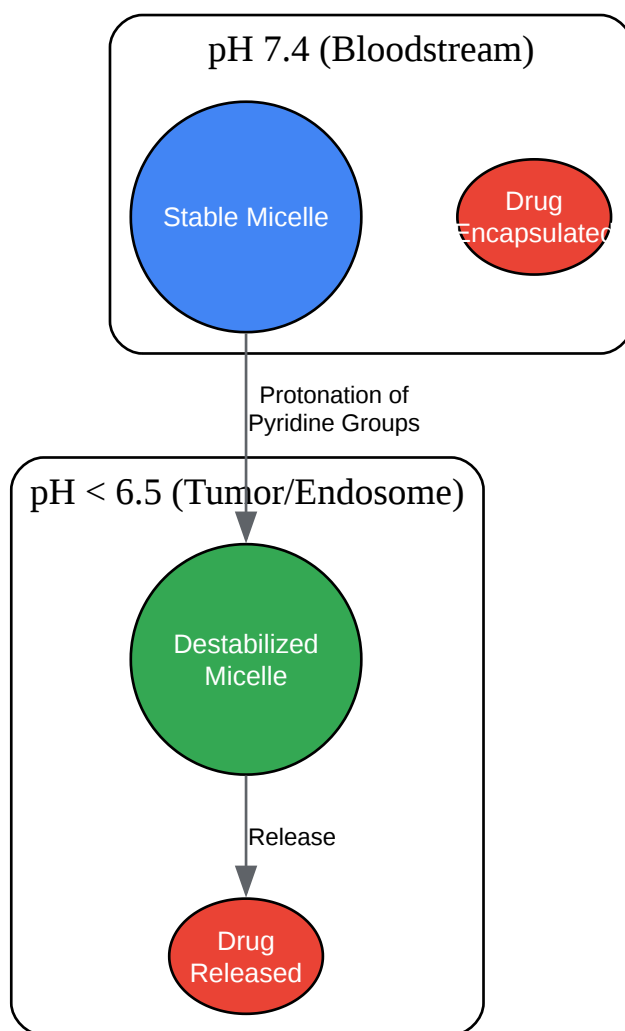 pH 7.4 (Bloodstream)
Stable Micelle
Drug
Encapsulated
Protonation of
Pyridine Groups
pH < 6.5 (Tumor/Endosome)
Destabilized
Micelle
Release
Drug
Released